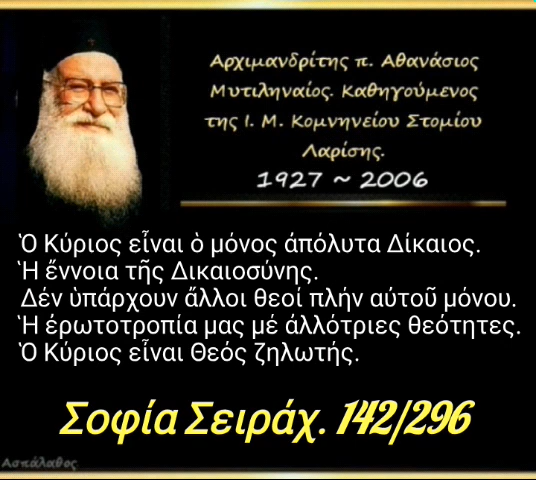 Αρχιμανδρίτης π. Αθανάσιος
Μυτιληναίος. Καθηγούμενος
της Ι. Μ. Κομνηνείου Στομίου
Λαρίσης.
1927 ~ 2006
Ὁ Κύριος εἶναι ὁ μόνος ἀπόλυτα Δίκαιος.
Ἡ ἔννοια τῆς Δικαιοσύνης.
Δέν ὑπάρχουν ἄλλοι θεοί πλήν αὐτοῦ μόνου.
Ἡ ἐρωτοτροπία μας μέ ἀλλότριες θεότητες.
Ὁ Κύριος εἶναι Θεός ζηλωτής.
Σοφία Σειράχ. 142/296
Ασπάλαθος